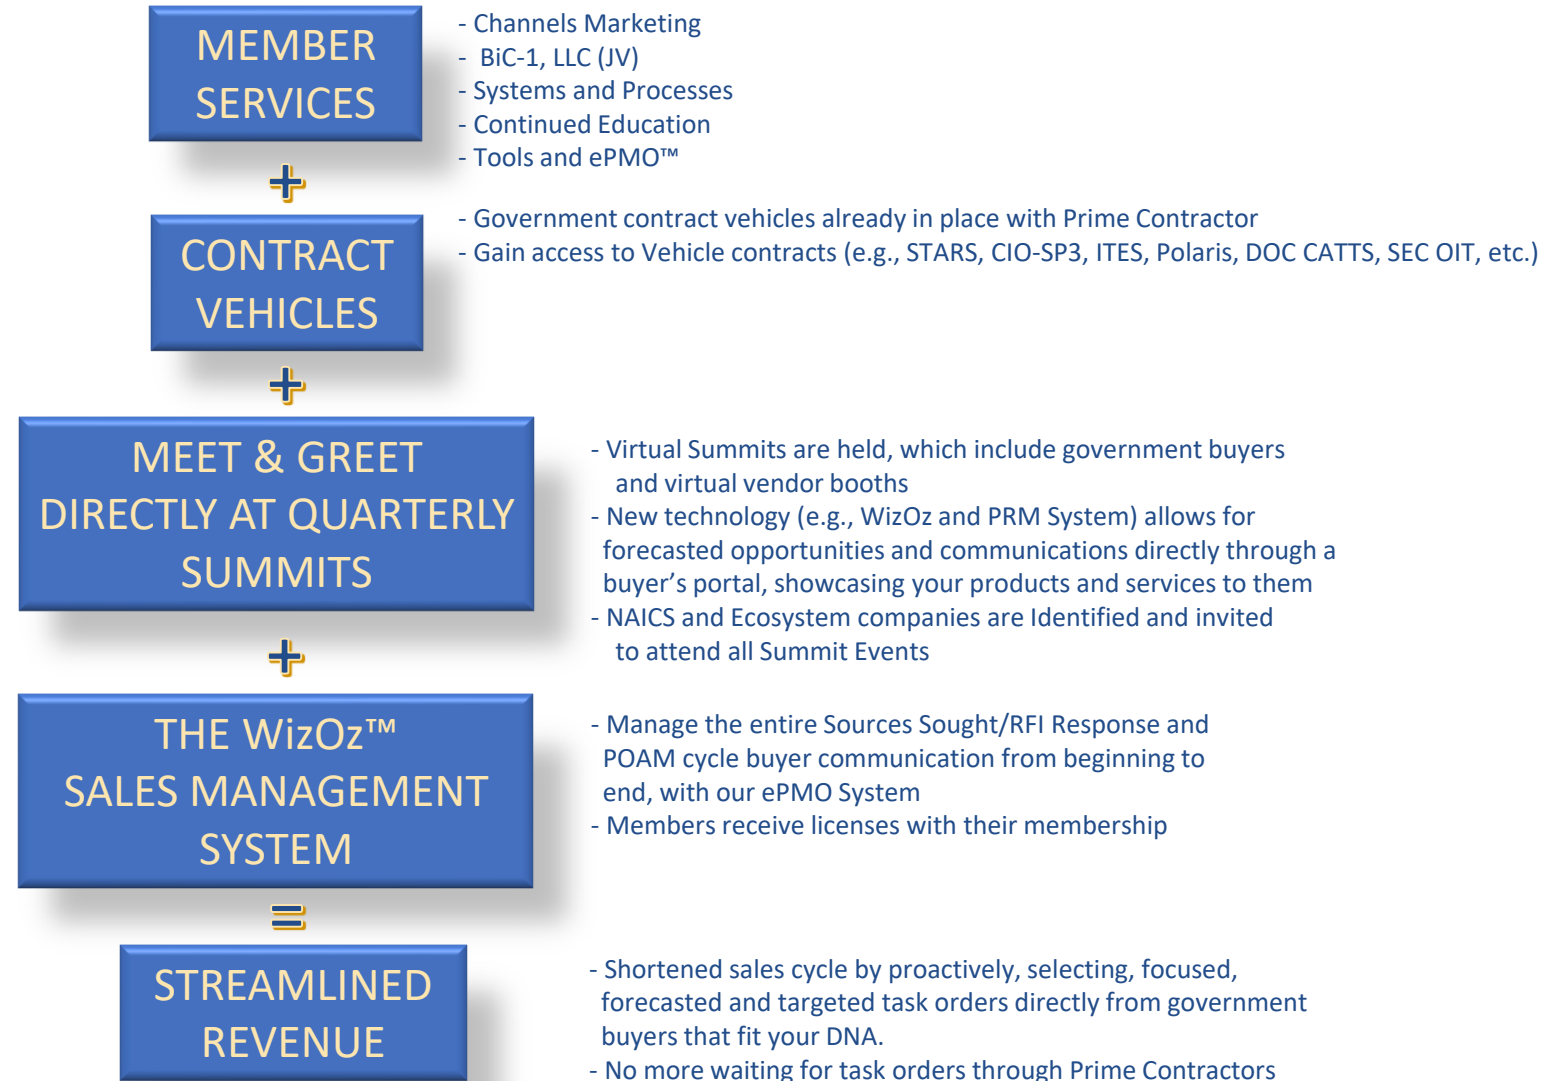 MEMBER
SERVICES
- Channels Marketing
- BiC-1, LLC (JV)
- Systems and Processes
- Continued Education
- Tools and ePMO™
+
CONTRACT
VEHICLES
- Government contract vehicles already in place with Prime Contractor
- Gain access to Vehicle contracts (e.g., STARS, CIO-SP3, ITES, Polaris, DOC CATTS, SEC OIT, etc.)
+
MEET & GREET
DIRECTLY AT QUARTERLY
SUMMITS
- Virtual Summits are held, which include government buyers
and virtual vendor booths
- New technology (e.g., WizOz and PRM System) allows for
forecasted opportunities and communications directly through a
buyer’s portal, showcasing your products and services to them
- NAICS and Ecosystem companies are Identified and invited
to attend all Summit Events
+
THE WizOz™
SALES MANAGEMENT
SYSTEM
- Manage the entire Sources Sought/RFI Response and
POAM cycle buyer communication from beginning to
end, with our ePMO System
- Members receive licenses with their membership
=
STREAMLINED
REVENUE
- Shortened sales cycle by proactively, selecting, focused,
forecasted and targeted task orders directly from government
buyers that fit your DNA.
- No more waiting for task orders through Prime Contractors